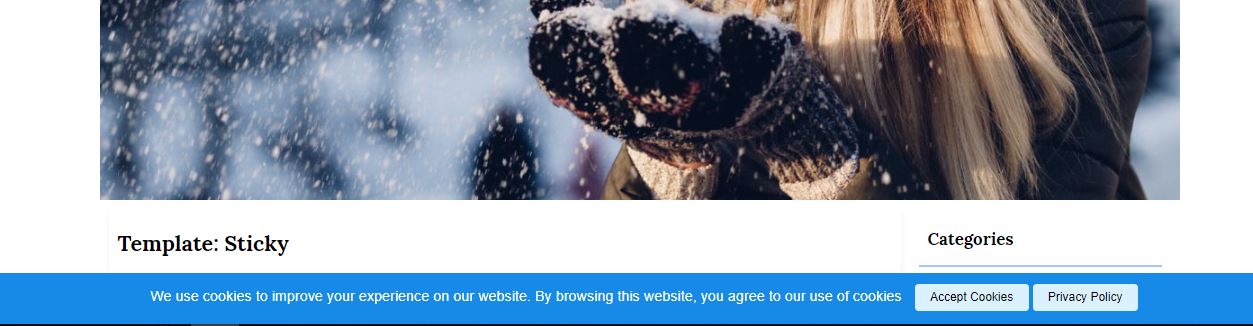 Template: Sticky
Categories
We use cookies to improve your experience on our website. By browsing this website, you agree to our use of cookies
Accept Cookies
Privacy Policy